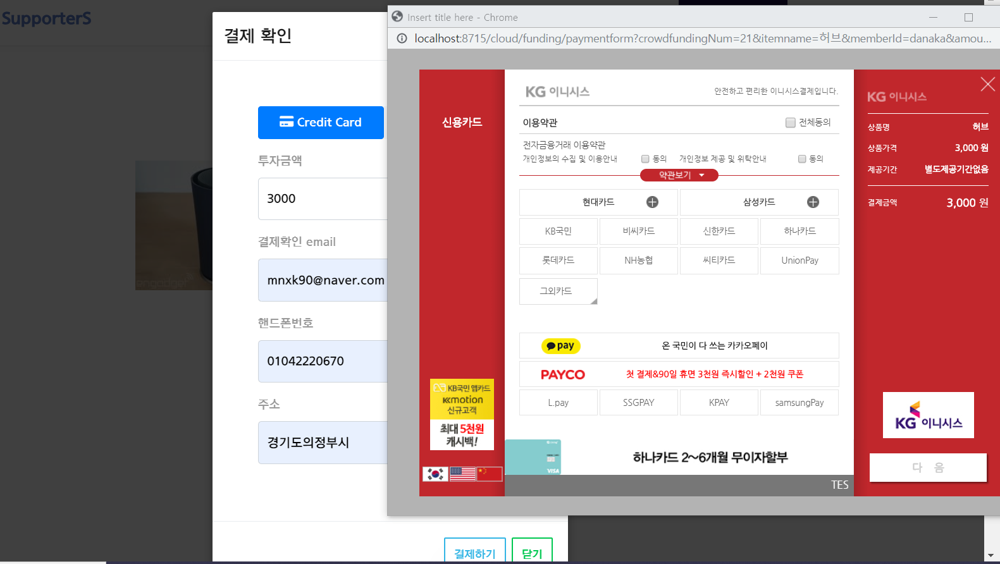 SupporterS
결제 확인
Credit Card
투자금액
3000
결제확인 email
mnxk90@naver.com
핸드폰번호
01042220670
주소
경기도의정부시
결제하기
닫기
engadget
Insert title here - Chrome
localhost:8715/cloud/funding/paymentform?crowdfundingNum=21&itemname=허브&memberId=danaka&amou...
신용카드
KB국민 앱카드
motion
신규고객
최대 5천원
캐시백!
KG 이니시스
안전하고 편리한 이니시스결제입니다.
이용약관
전체동의
전자금융거래 이용약관
개인정보의 수집 및 이용안내 동의 개인정보 제공 및 위탁안내 동의
약관보기
현대카드 삼성카드
KB국민 비씨카드 신한카드 하나카드
롯데카드 NH농협 씨티카드 UnionPay
그외카드
pay 온 국민이 다 쓰는 카카오페이
PAYCO 첫 결제&90일 휴면 3천원 즉시할인 + 2천원 쿠폰
L.pay SSGPAY KPAY samsungPay
VISA
하나카드 2~6개월 무이자할부
TES
KG 이니시스
상품명 허브
상품가격 3,000 원
제공기간 별도제공기간없음
결제금액 3,000 원
KG 이니시스
다 음